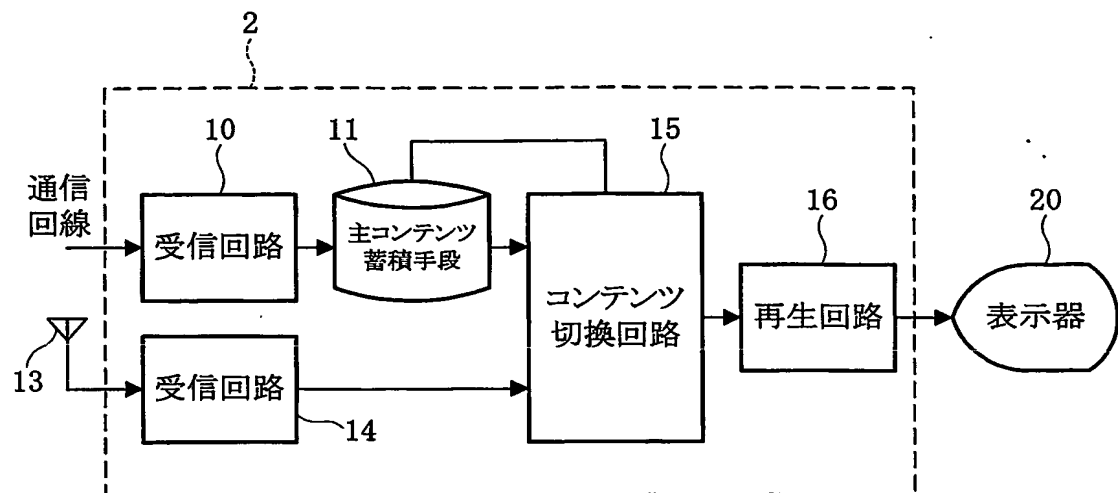 2
10
11
15
16
20
通信
回線
受信回路
主コンテンツ
蓄積手段
コンテンツ
切換回路
再生回路
表示器
13
受信回路
14